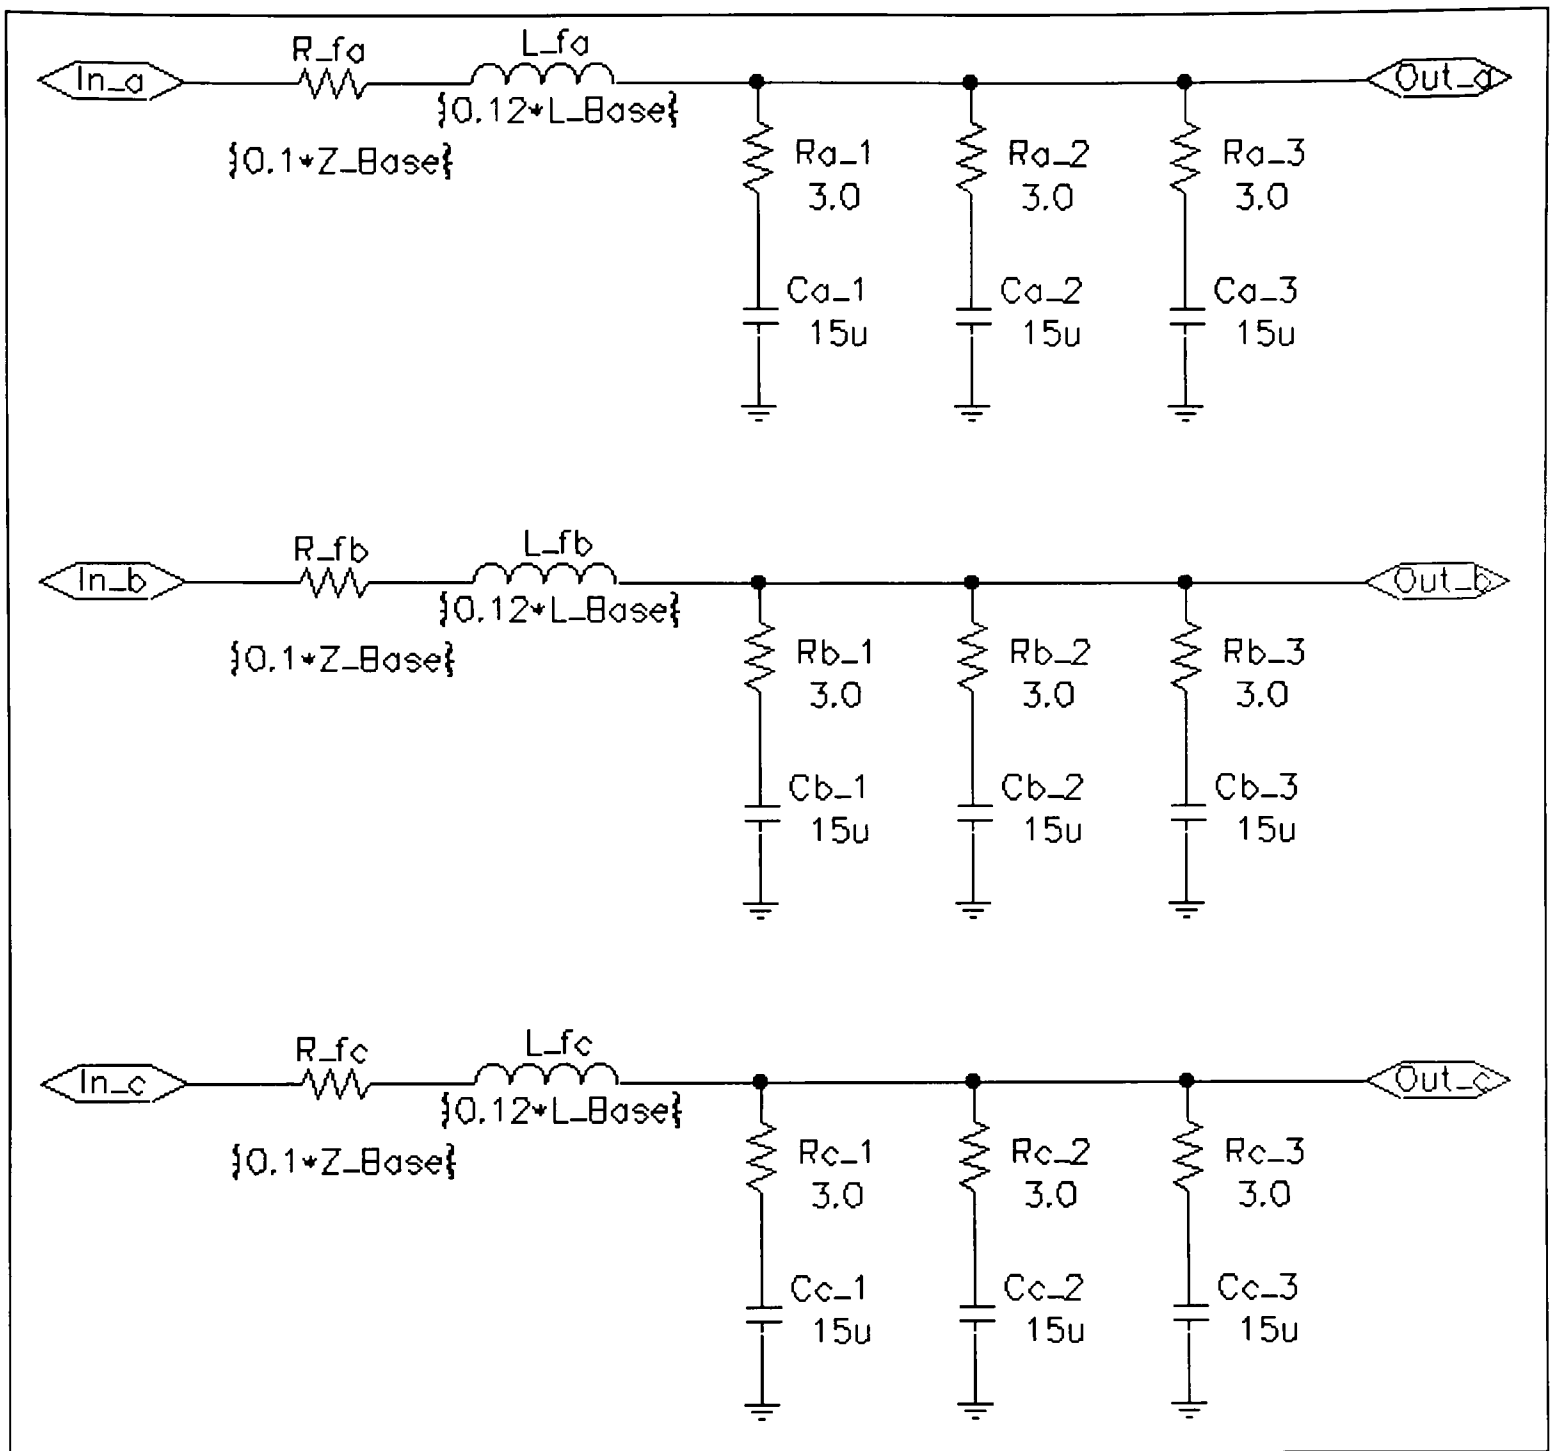 R_fa L_fa
In_a Out_a
{0.12*L_Base}
{0.1*Z_Base}
Ra_1 Ra_2 Ra_3
3.0 3.0 3.0
Ca_1 Ca_2 Ca_3
15u 15u 15u
R_fb L_fb
In_b Out_b
{0.12*L_Base}
{0.1*Z_Base}
Rb_1 Rb_2 Rb_3
3.0 3.0 3.0
Cb_1 Cb_2 Cb_3
15u 15u 15u
R_fc L_fc
In_c Out_c
{0.12*L_Base}
{0.1*Z_Base}
Rc_1 Rc_2 Rc_3
3.0 3.0 3.0
Cc_1 Cc_2 Cc_3
15u 15u 15u